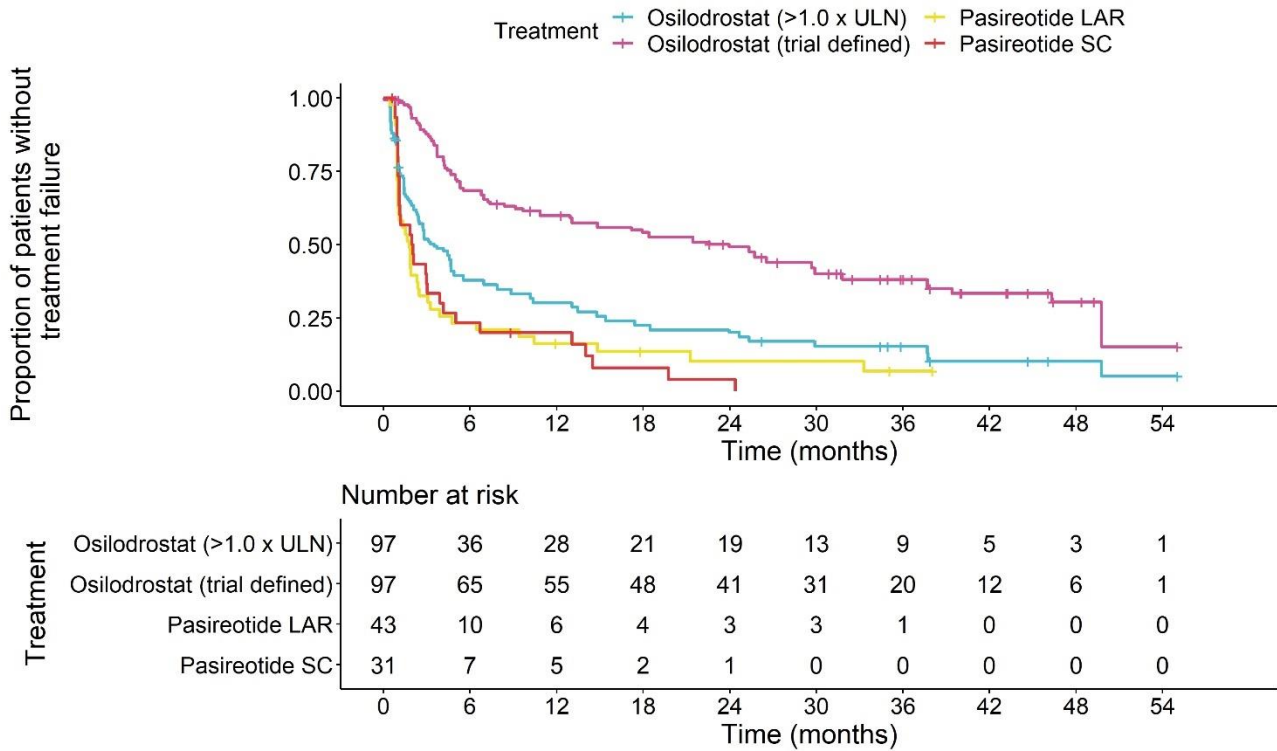 Treatment
Osilodrostat (>1.0 x ULN)
Pasireotide LAR
Osilodrostat (trial defined)
Pasireotide SC
Proportion of patients without
treatment failure
1.00
0.75
0.50
0.25
0.00
0 6 12 18 24 30 36 42 48 54
Time (months)
Number at risk
Treatment
Osilodrostat (>1.0 x ULN) 97 36 28 21 19 13 9 5 3 1
Osilodrostat (trial defined) 97 65 55 48 41 31 20 12 6 1
Pasireotide LAR 43 10 6 4 3 3 1 0 0 0
Pasireotide SC 31 7 5 2 1 0 0 0 0 0
0 6 12 18 24 30 36 42 48 54
Time (months)